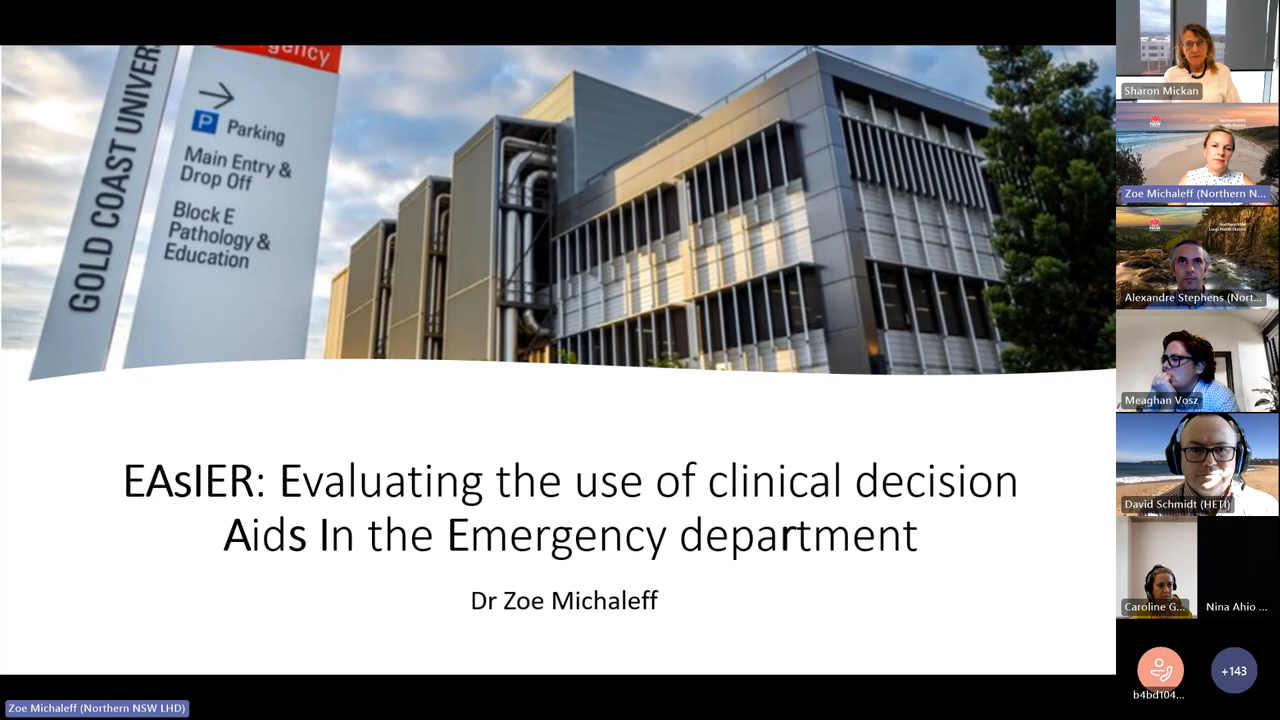 gency
P Parking
Main Entry &
Drop Off
Block E
Pathology &
Education
GOLD COAST UNIVER
EAsIER: Evaluating the use of clinical decision
Aids In the Emergency department
Dr Zoe Michaleff
Zoe Michaleff (Northern NSW LHD)
Sharon Mickan
NSW
Zoe Michaleff (Northern N...
NSW
Alexandre Stephens (Nort...
Meaghan Vosz
David Schmidt (HETI)
Caroline G...
Nina Ahio ...
b4bd104...
+143